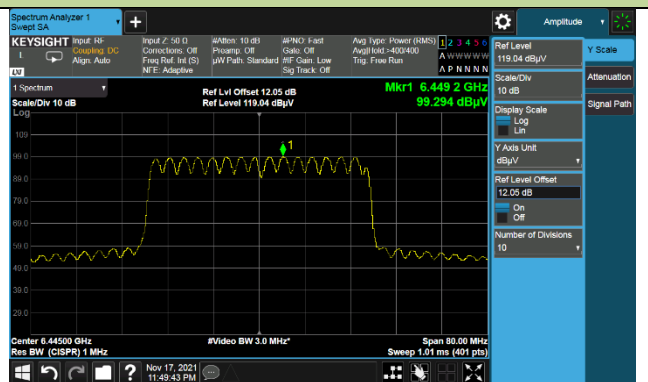 Spectrum Analyzer 1
Swept SA
Amplitude
KEYSIGHT
L
LXI
Input: RF
Coupling: DC
Align: Auto
Input Z: 50 Ω
Corrections: Off
Freq Ref: Int (S)
NFE: Adaptive
#Atten: 10 dB
Preamp: Off
µW Path: Standard
#PNO: Fast
Gate: Off
#IF Gain: Low
Sig Track: Off
Avg Type: Power (RMS)
Avg|Hold:>400/400
Trig: Free Run
1 2 3 4 5 6
A W W W W W
A P N N N N
1 Spectrum
Scale/Div 10 dB
Log
Ref Lvl Offset 12.05 dB
Ref Level 119.04 dBµV
Mkr1 6.449 2 GHz
99.294 dBµV
109
99.0
89.0
79.0
69.0
59.0
49.0
39.0
29.0
1
Center 6.44500 GHz
Res BW (CISPR) 1 MHz
#Video BW 3.0 MHz*
Span 80.00 MHz
Sweep 1.01 ms (401 pts)
Ref Level
119.04 dBµV
Scale/Div
10 dB
Display Scale
Log
Lin
Y Axis Unit
dBµV
Ref Level Offset
12.05 dB
On
Off
Number of Divisions
10
Y Scale
Attenuation
Signal Path
?
Nov 17, 2021
11:49:43 PM